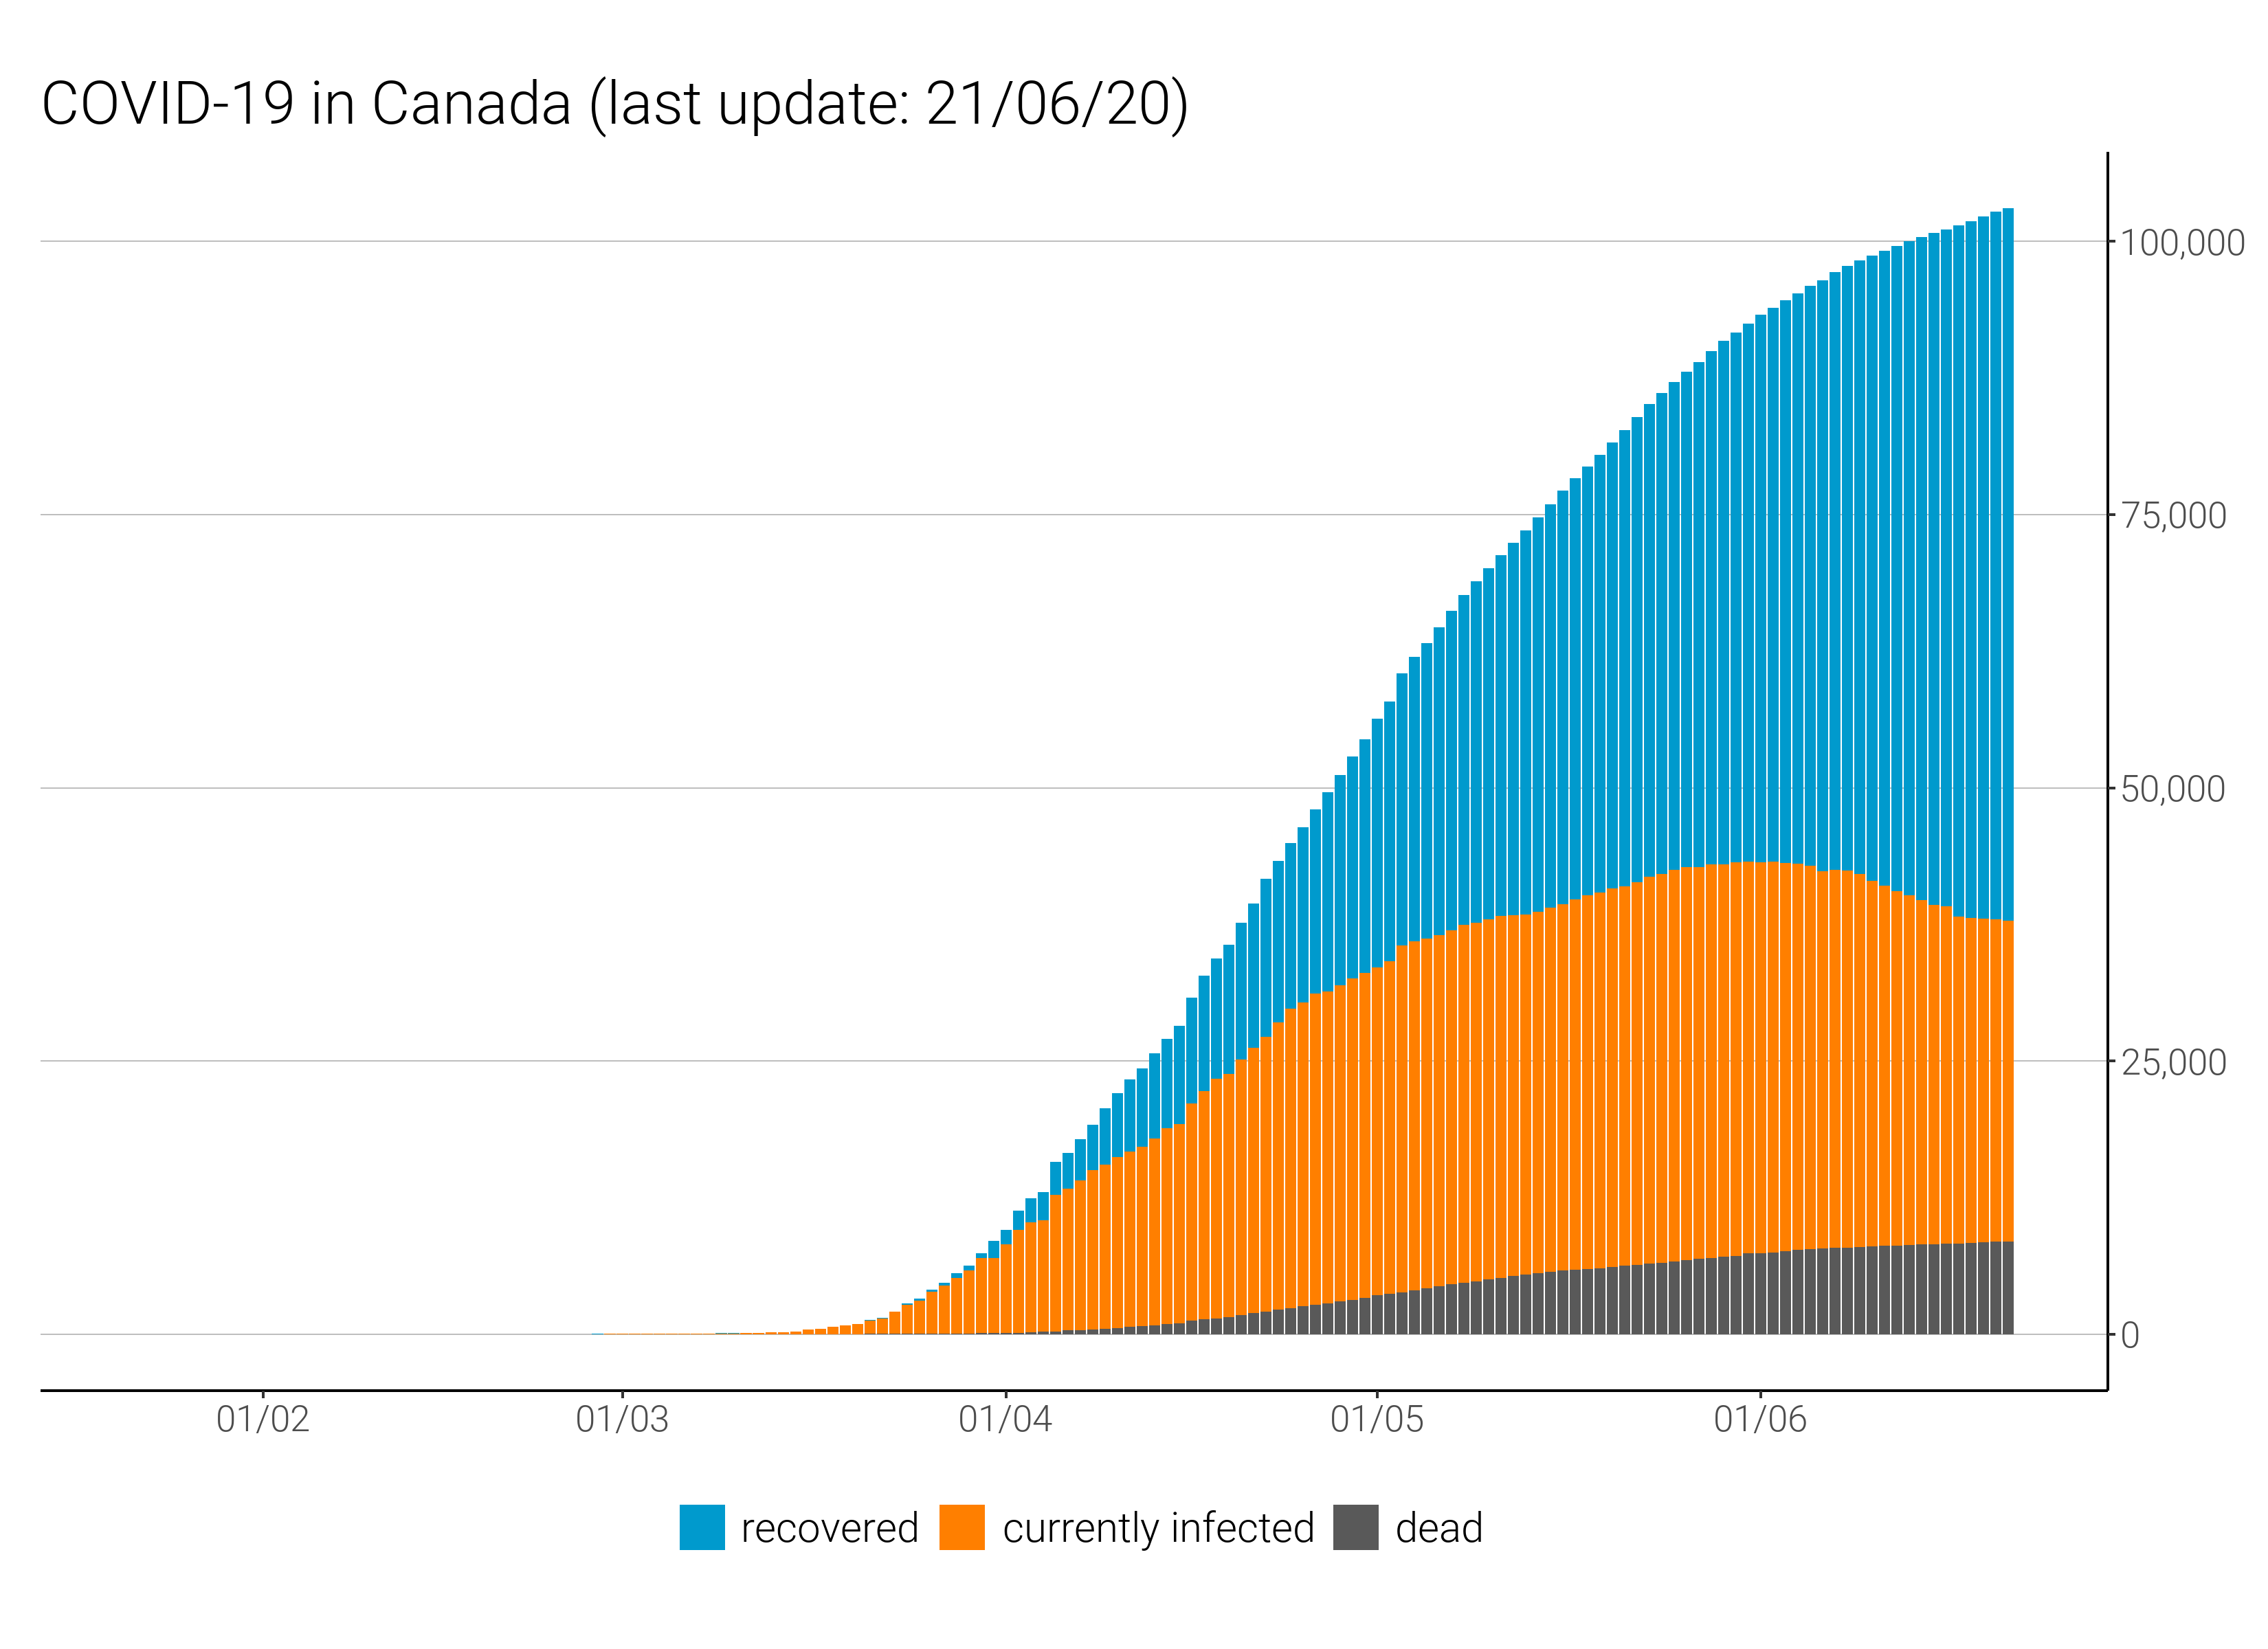 COVID-19 in Canada (last update: 21/06/20)
100,000
75,000
50,000
25,000
0
01/02 01/03 01/04 01/05 01/06
recovered currently infected dead